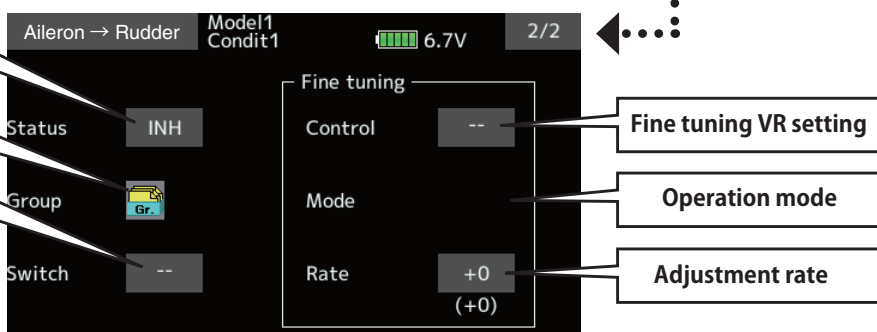 Aileron → Rudder
Model1
Condit1
6.7V
2/2
Fine tuning
Status INH
Control --
Fine tuning VR setting
Group Gr.
Mode
Operation mode
Switch --
Rate +0
Adjustment rate
(+0)